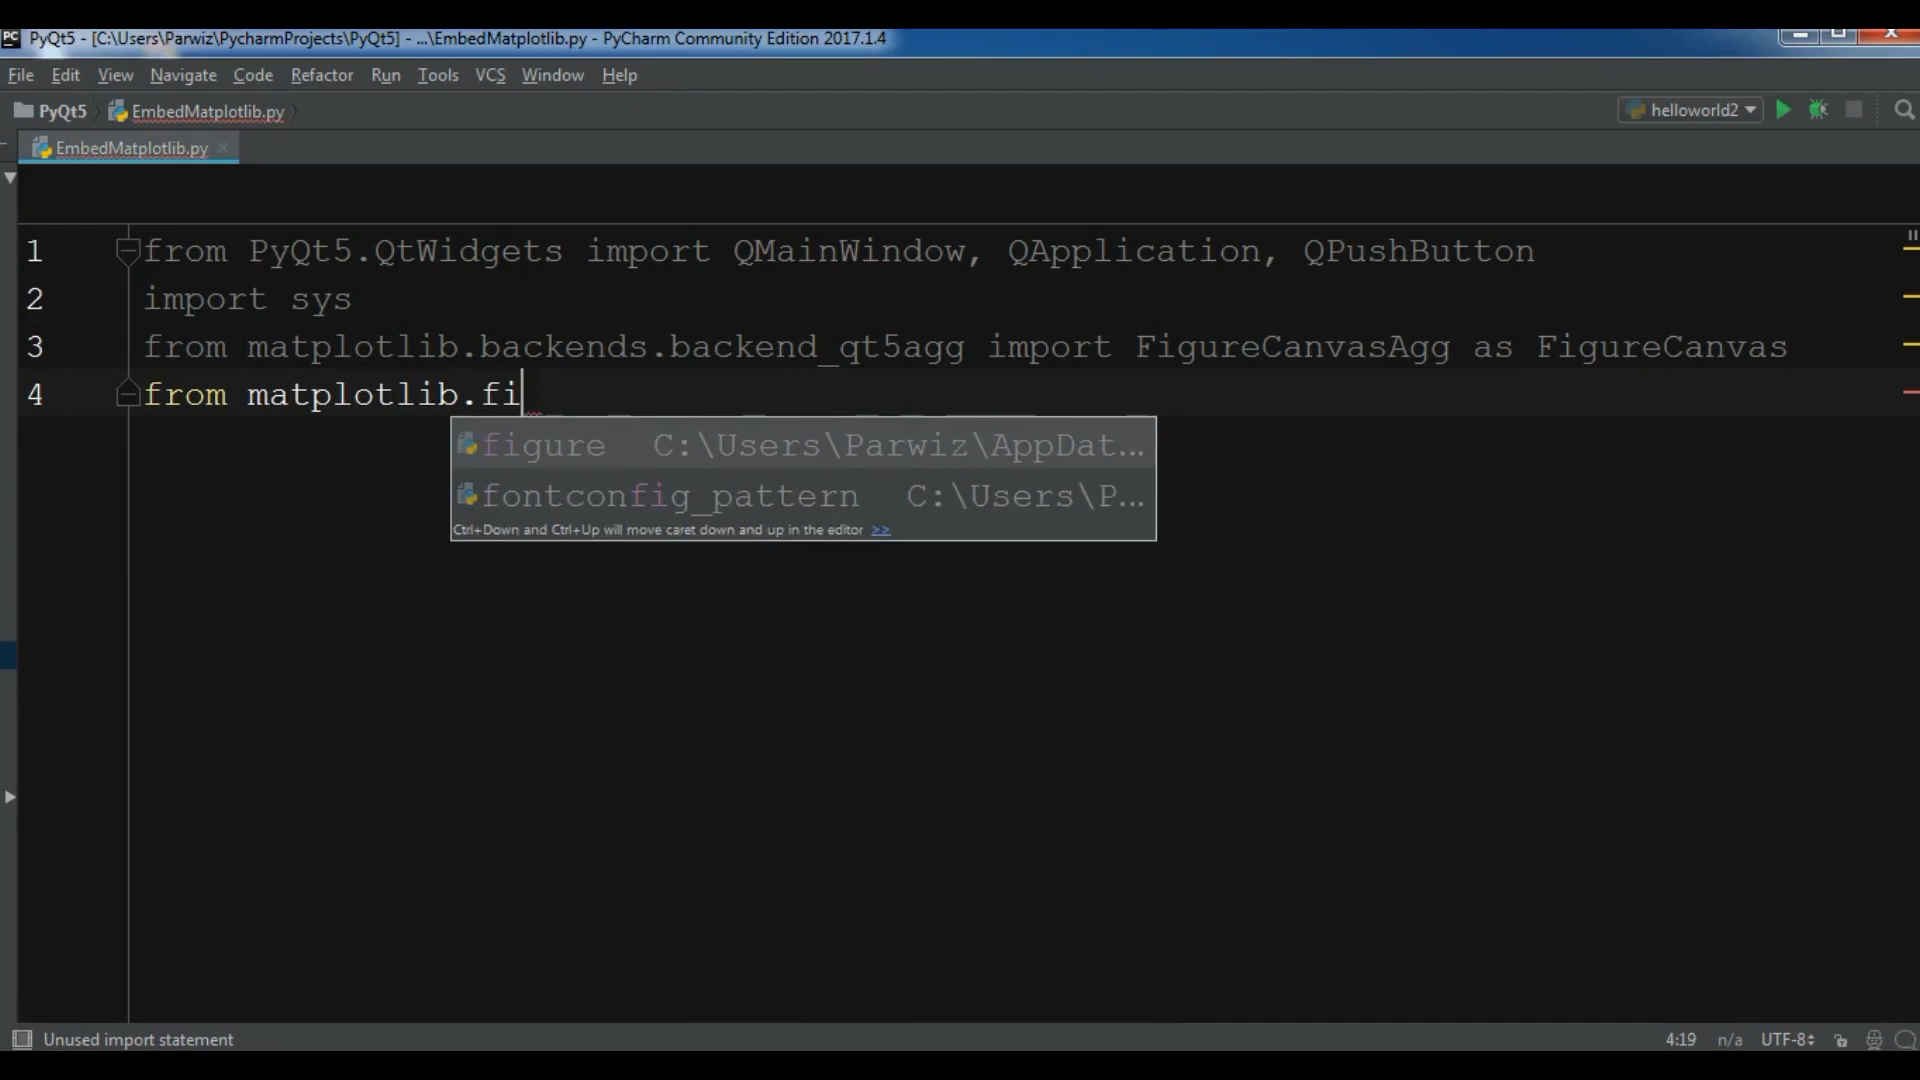 PC PyQt5 - [C:\Users\Parwiz\PycharmProjects\PyQt5] - ...\EmbedMatplotlib.py - PyCharm Community Edition 2017.1.4
File Edit View Navigate Code Refactor Run Tools VCS Window Help
PyQt5 EmbedMatplotlib.py helloworld2
EmbedMatplotlib.py
1 from PyQt5.QtWidgets import QMainWindow, QApplication, QPushButton
2 import sys
3 from matplotlib.backends.backend_qt5agg import FigureCanvasAgg as FigureCanvas
4 from matplotlib.fi
figure C:\Users\Parwiz\AppDat...
fontconfig_pattern C:\Users\P...
Ctrl+Down and Ctrl+Up will move caret down and up in the editor >>
Unused import statement 4:19 n/a UTF-8